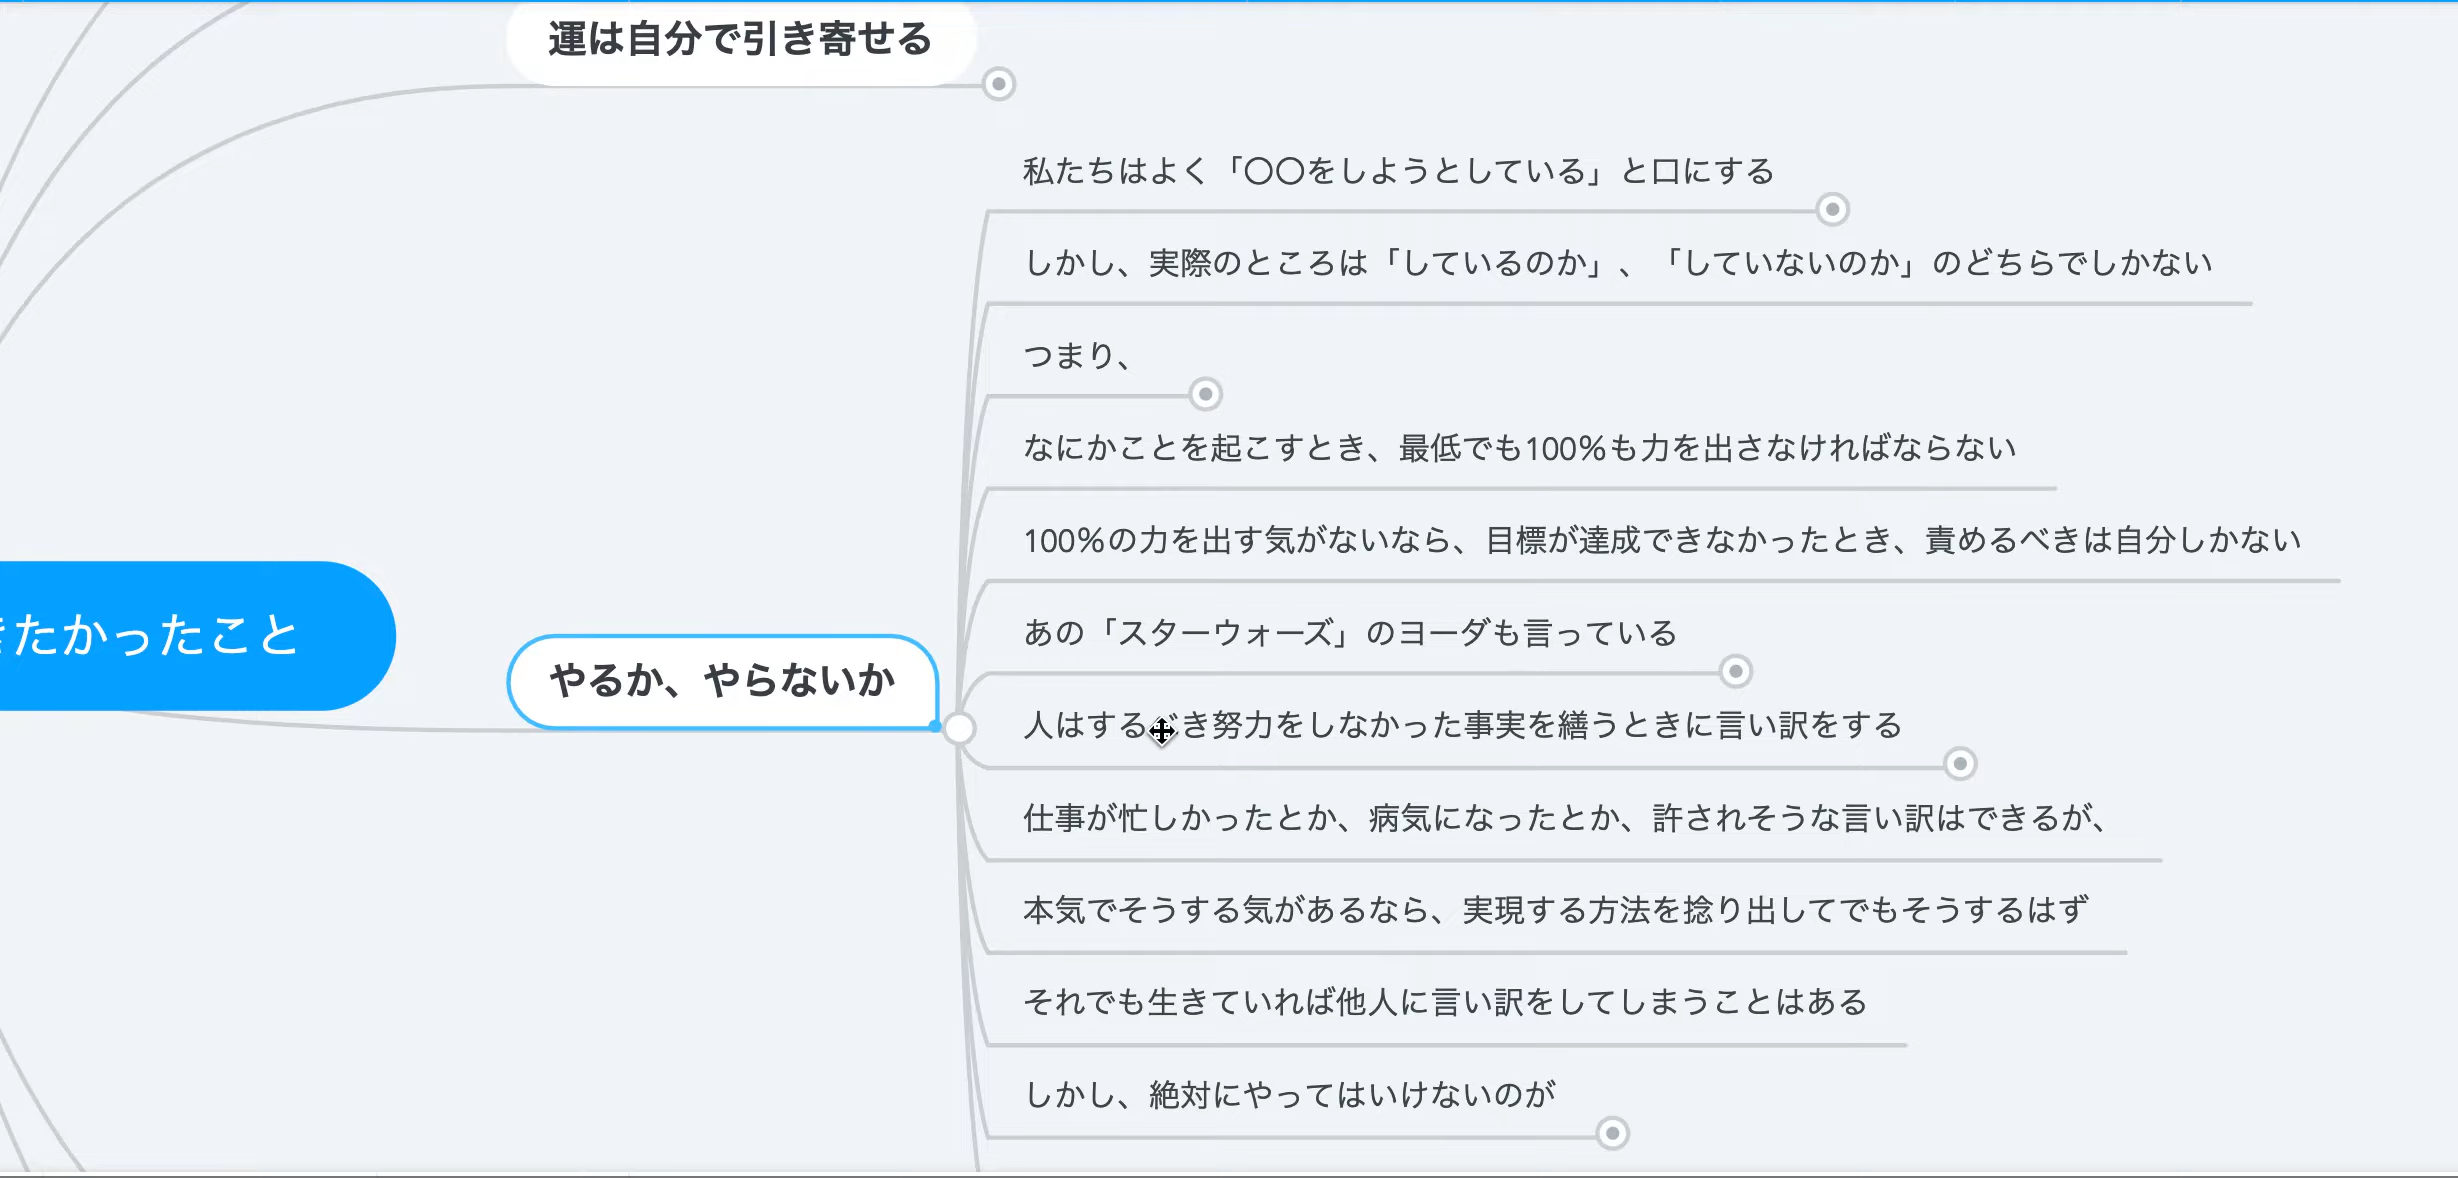 運は自分で引き寄せる
私たちはよく「〇〇をしようとしている」と口にする
しかし、実際のところは「しているのか」、「していないのか」のどちらでしかない
つまり、
なにかことを起こすとき、最低でも100%も力を出さなければならない
100%の力を出す気がないなら、目標が達成できなかったとき、責めるべきは自分しかない
あの「スターウォーズ」のヨーダも言っている
きたかったこと
やるか、やらないか
人はするべき努力をしなかった事実を繕うときに言い訳をする
仕事が忙しかったとか、病気になったとか、許されそうな言い訳はできるが、
本気でそうする気があるなら、実現する方法を捻り出してでもそうするはず
それでも生きていれば他人に言い訳をしてしまうことはある
しかし、絶対にやってはいけないのが